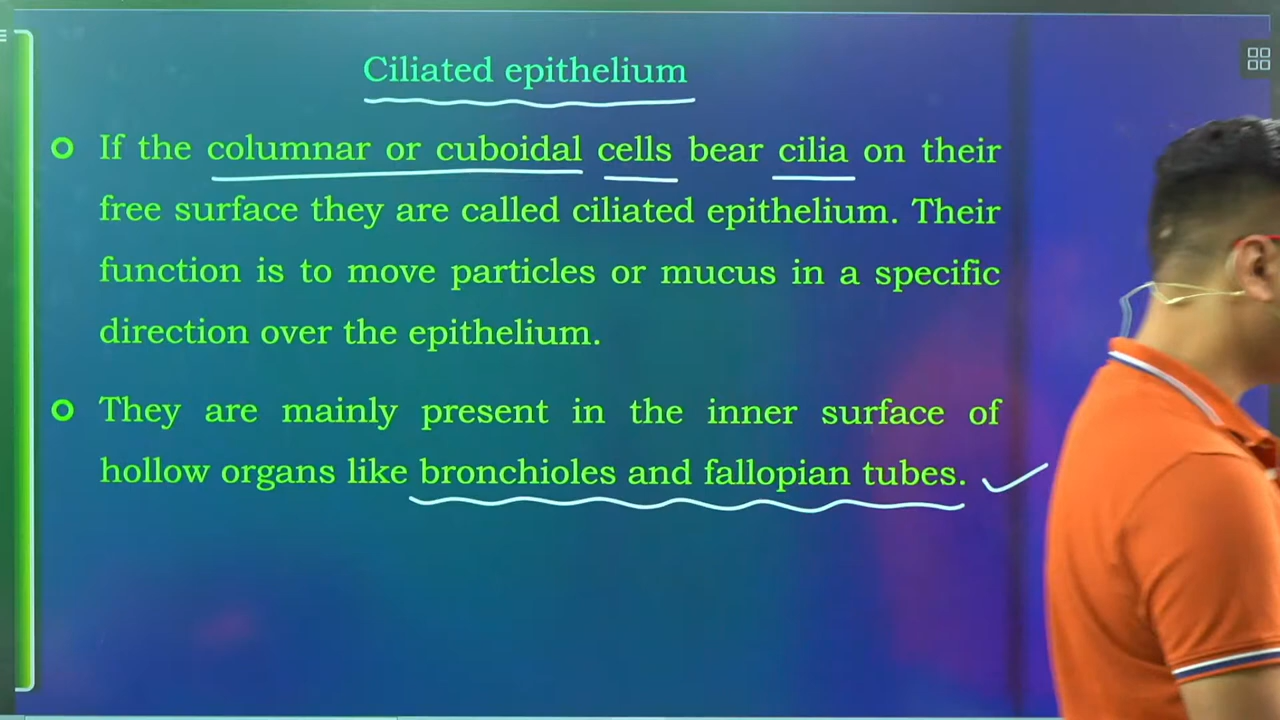 Ciliated epithelium
If the columnar or cuboidal cells bear cilia on their
free surface they are called ciliated epithelium. Their
function is to move particles or mucus in a specific
direction over the epithelium.
They are mainly present in the inner surface of
hollow organs like bronchioles and fallopian tubes.